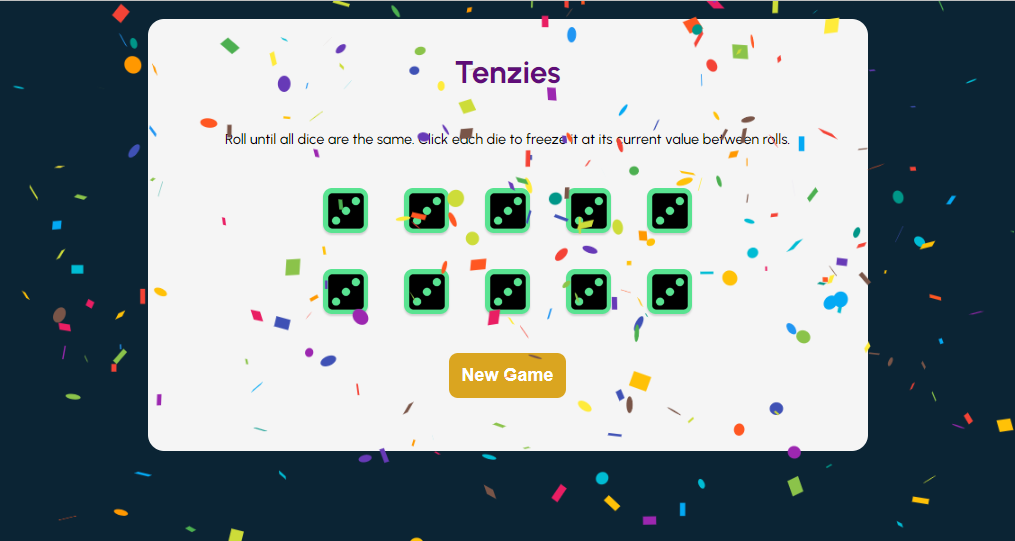 Tenzies
Roll until all dice are the same. Click each die to freeze it at its current value between rolls.
New Game